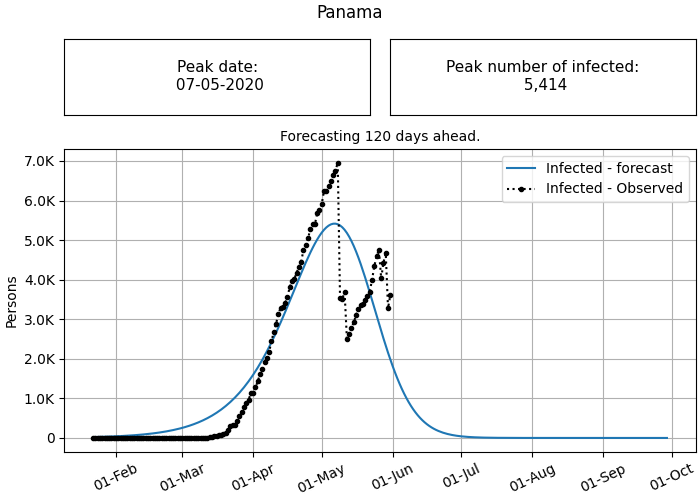 Panama
Peak date:
07-05-2020
Peak number of infected:
5,414
Forecasting 120 days ahead.
Infected - forecast
Infected - Observed
7.0K
6.0K
5.0K
4.0K
3.0K
2.0K
1.0K
0
Persons
01-Feb
01-Mar
01-Apr
01-May
01-Jun
01-Jul
01-Aug
01-Sep
01-Oct